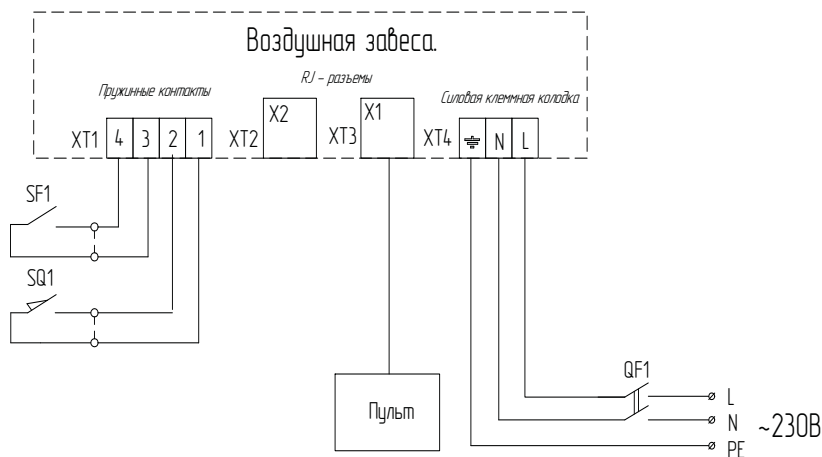 Воздушная завеса.
RJ - разъемы
Пружинные контакты
Силовая клеммная колодка
XT1 4 3 2 1
XT2 X2
XT3 X1
XT4 N L
SF1
SQ1
Пульт
QF1
L
N
PE
~230В